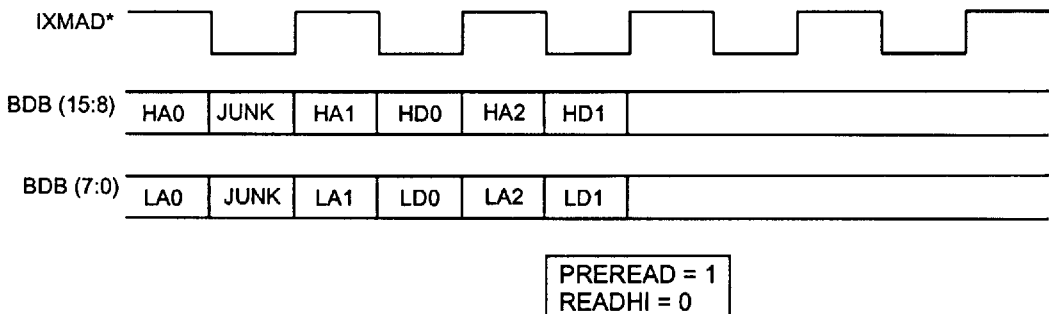 IXMAD*
BDB (15:8) HA0 JUNK HA1 HD0 HA2 HD1
BDB (7:0) LA0 JUNK LA1 LD0 LA2 LD1
PREREAD = 1
READHI = 0